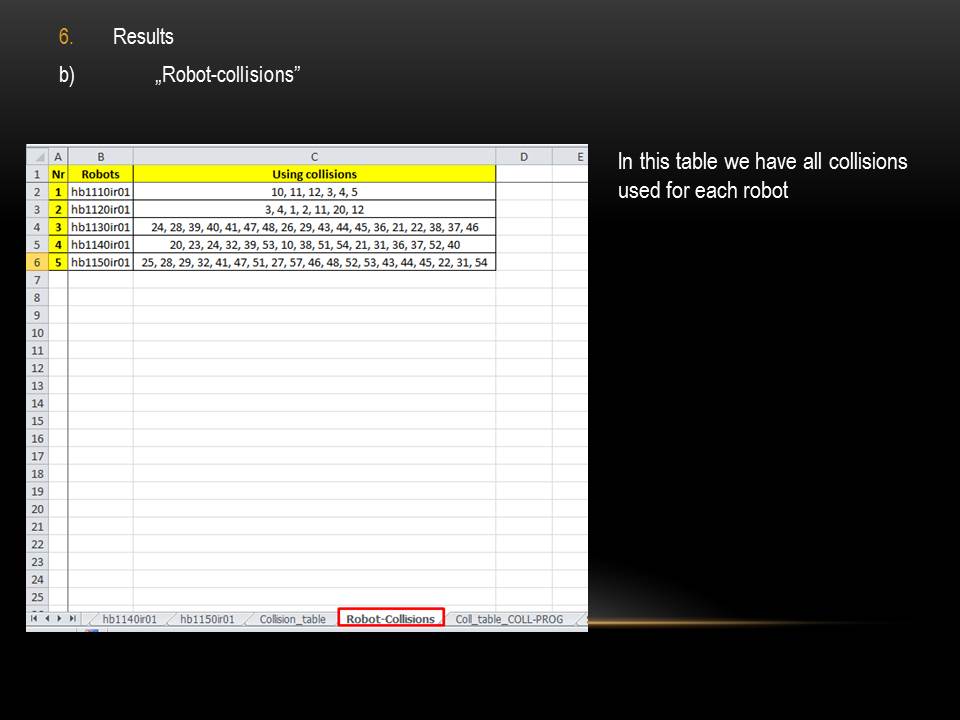 6. Results
b) „Robot-collisions”
In this table we have all collisions
used for each robot
A B C D E
1 Nr Robots Using collisions
2 1 hb1110ir01 10, 11, 12, 3, 4, 5
3 2 hb1120ir01 3, 4, 1, 2, 11, 20, 12
4 3 hb1130ir01 24, 28, 39, 40, 41, 47, 48, 26, 29, 43, 44, 45, 36, 21, 22, 38, 37, 46
5 4 hb1140ir01 20, 23, 24, 32, 39, 53, 10, 38, 51, 54, 21, 31, 36, 37, 52, 40
6 5 hb1150ir01 25, 28, 29, 32, 41, 47, 51, 27, 57, 46, 48, 52, 53, 43, 44, 45, 22, 31, 54
7
8
9
10
11
12
13
14
15
16
17
18
19
20
21
22
23
24
25
hb1140ir01 hb1150ir01 Collision_table Robot-Collisions Coll_table_COLL-PROG